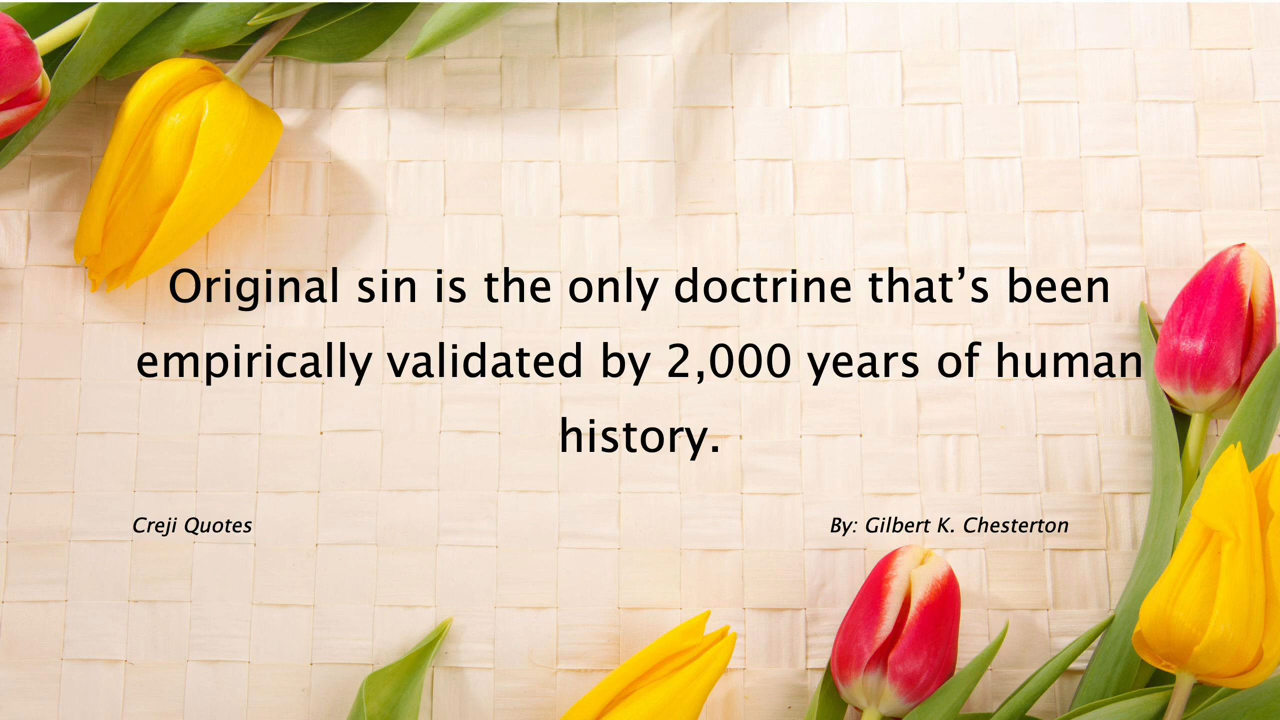 Original sin is the only doctrine that’s been
empirically validated by 2,000 years of human
history.
Creji Quotes
By: Gilbert K. Chesterton